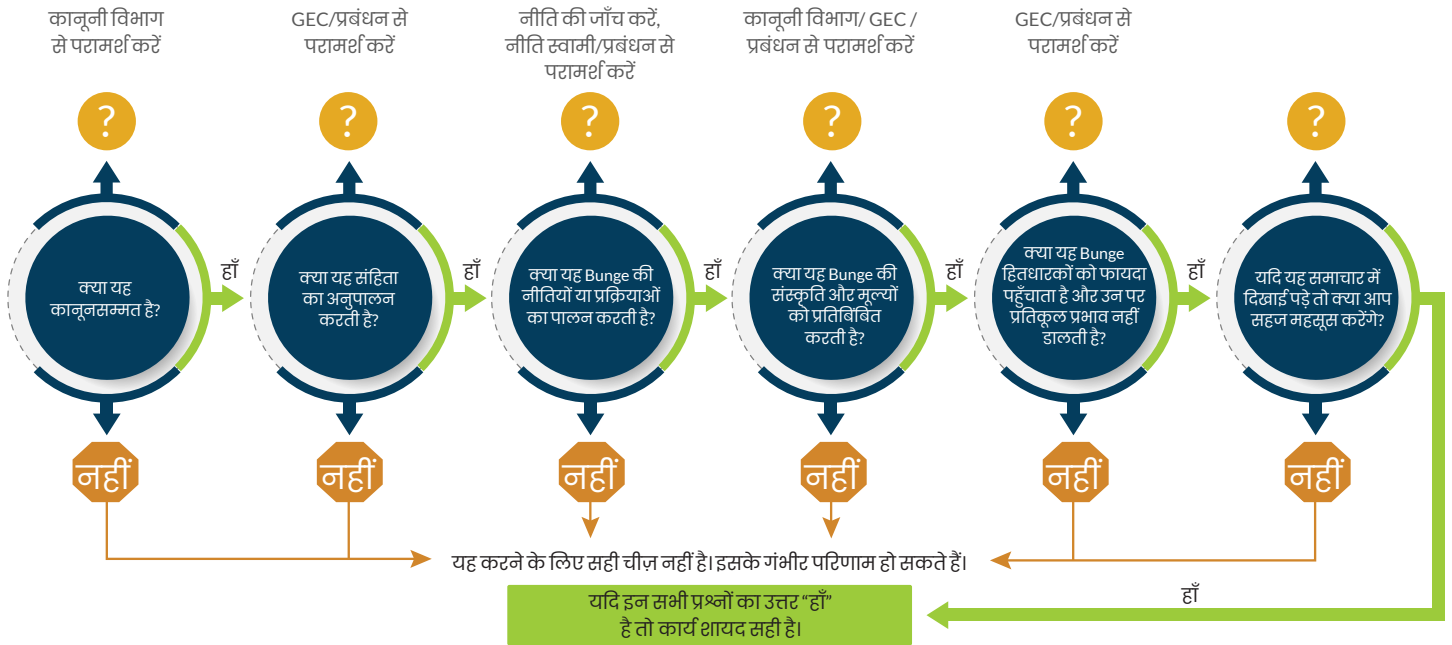 कानूनी विभाग
से परामर्श करें
GEC/प्रबंधन से
परामर्श करें
नीति की जाँच करें,
नीति स्वामी/प्रबंधन से
परामर्श करें
कानूनी विभाग/ GEC /
प्रबंधन से परामर्श करें
GEC/प्रबंधन से
परामर्श करें
?
?
?
?
?
?
क्या यह
कानूनसम्मत है?
हाँ
क्या यह संहिता
का अनुपालन
करती है?
हाँ
क्या यह Bunge की
नीतियों या प्रक्रियाओं
का पालन करती है?
हाँ
क्या यह Bunge की
संस्कृति और मूल्यों
को प्रतिबिंबित
करती है?
हाँ
क्या यह Bunge
हितधारकों को फायदा
पहुँचाता है और उन पर
प्रतिकूल प्रभाव नहीं
डालती है?
हाँ
यदि यह समाचार में
दिखाई पड़े तो क्या आप
सहज महसूस करेंगे?
नहीं
नहीं
नहीं
नहीं
नहीं
नहीं
यह करने के लिए सही चीज़ नहीं है। इसके गंभीर परिणाम हो सकते हैं।
हाँ
यदि इन सभी प्रश्नों का उत्तर “हाँ”
है तो कार्य शायद सही है।